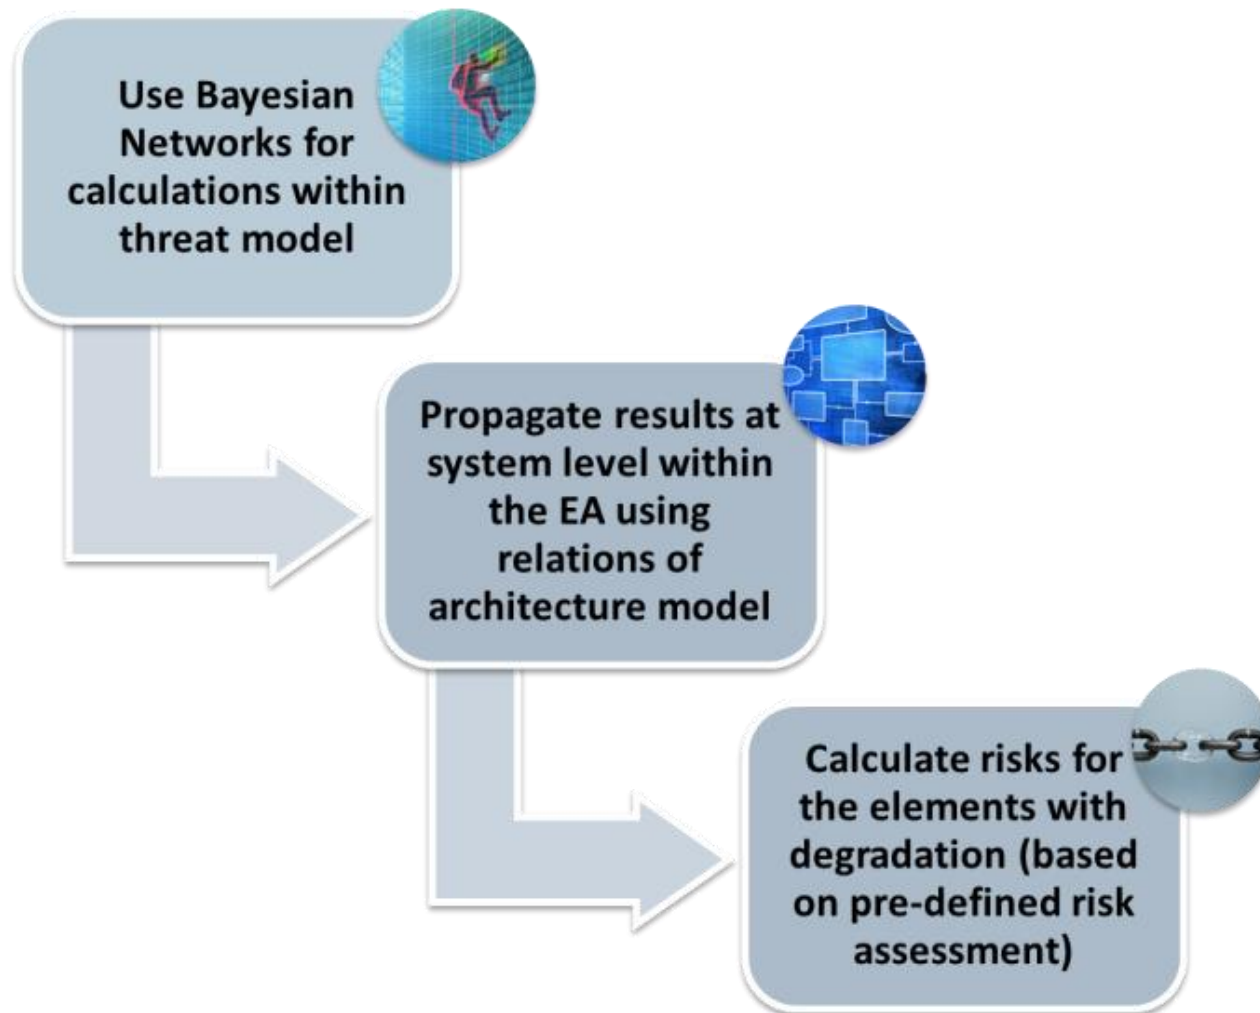 Use Bayesian
Networks for
calculations within
threat model
Propagate results at
system level within
the EA using
relations of
architecture model
Calculate risks for
the elements with
degradation (based
on pre-defined risk
assessment)